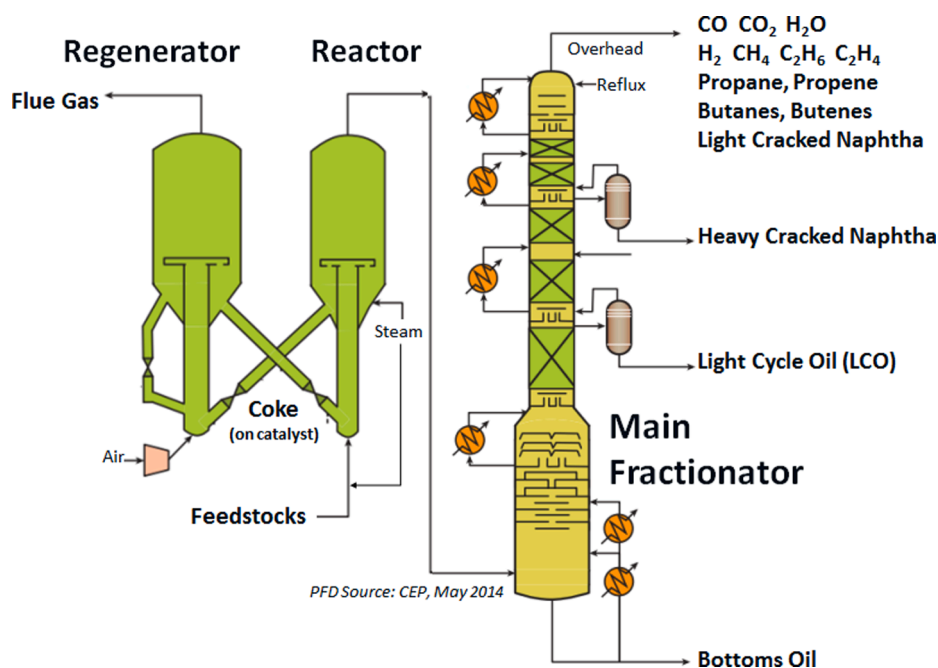 Regenerator
Reactor
Flue Gas
Overhead
Reflux
CO CO₂ H₂O
H₂ CH₄ C₂H₆ C₂H₄
Propane, Propene
Butanes, Butenes
Light Cracked Naphtha
Heavy Cracked Naphtha
Steam
Light Cycle Oil (LCO)
Coke
(on catalyst)
Air
Feedstocks
Main
Fractionator
PFD Source: CEP, May 2014
Bottoms Oil